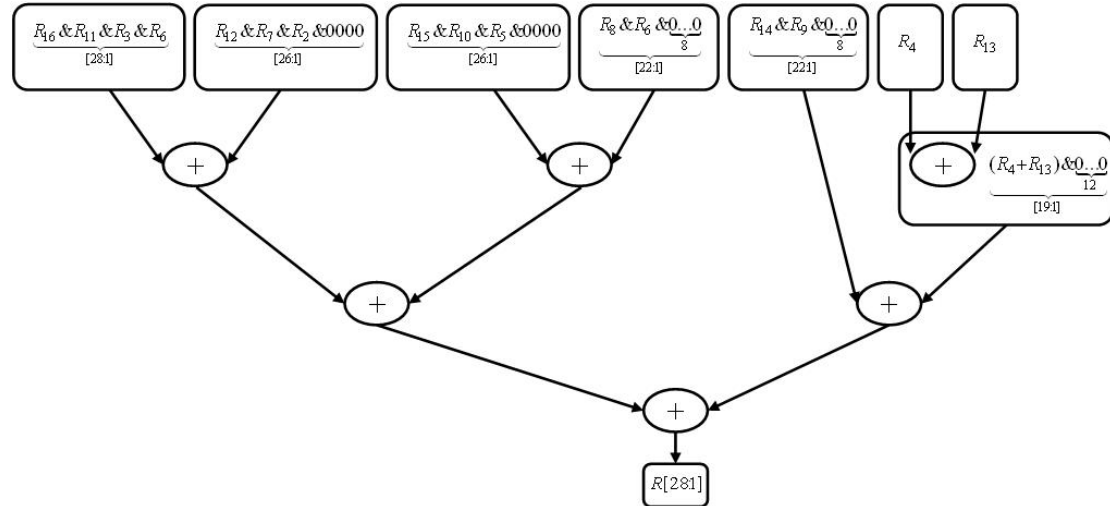 R₁₆&R₁₁&R₃&R₆
[28:1]
R₁₂&R₇&R₂&0000
[26:1]
R₁₅&R₁₀&R₅&0000
[26:1]
R₈&R₆&0...0
8
[22:1]
R₁₄&R₉&0...0
8
[22:1]
R₄
R₁₃
+
+
+
(R₄+R₁₃)&0...0
12
[19:1]
+
+
+
R[28:1]